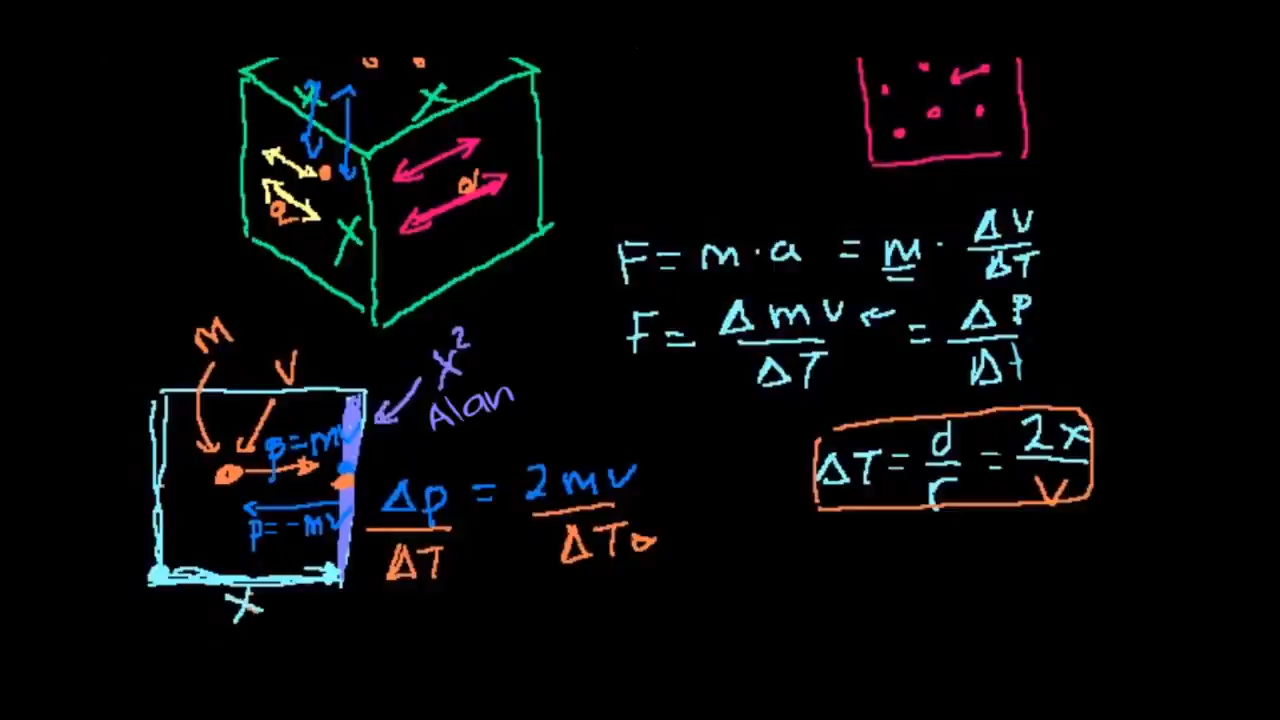 X X
X
F = m · a = m · ΔV/ΔT
F = ΔmV/ΔT = ΔP/Δt
m
V
X²
Alan
p=mv
p=-mv
Δp/ΔT = 2mv/ΔT
ΔT = d/r = 2x/V
X